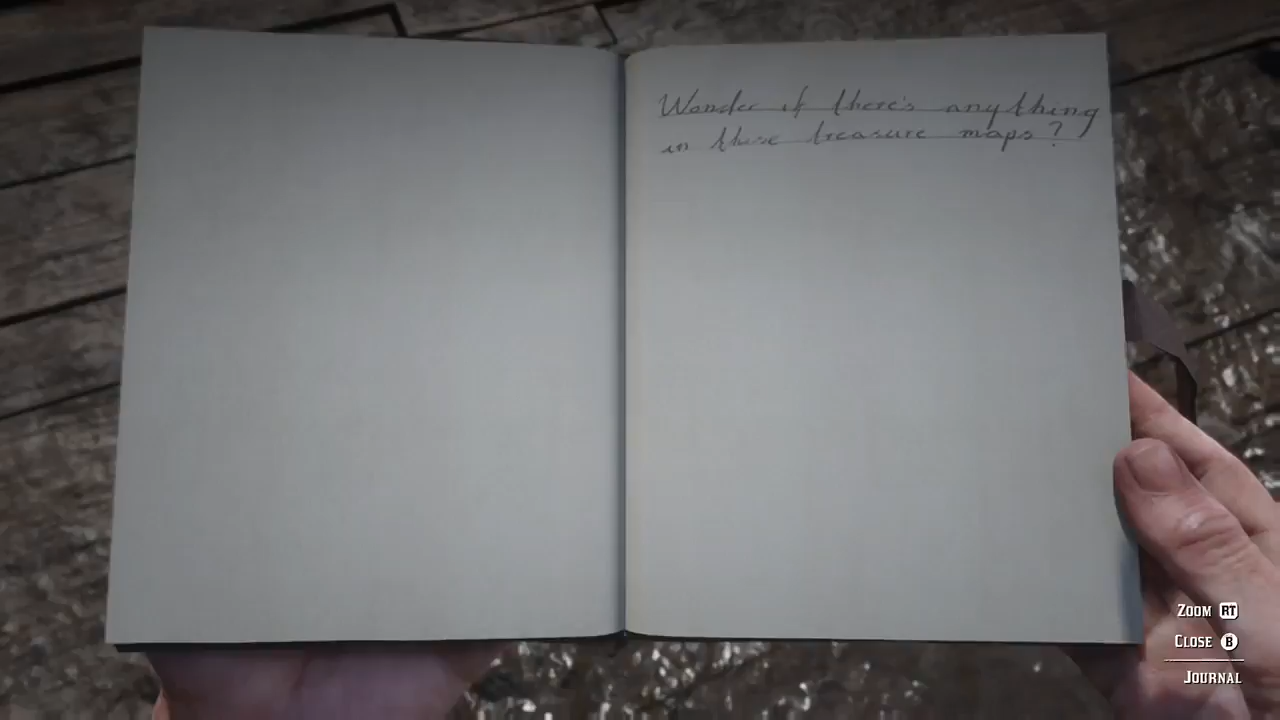 Wonder if there's anything
in these treasure maps?
ZOOM RT
CLOSE B
JOURNAL